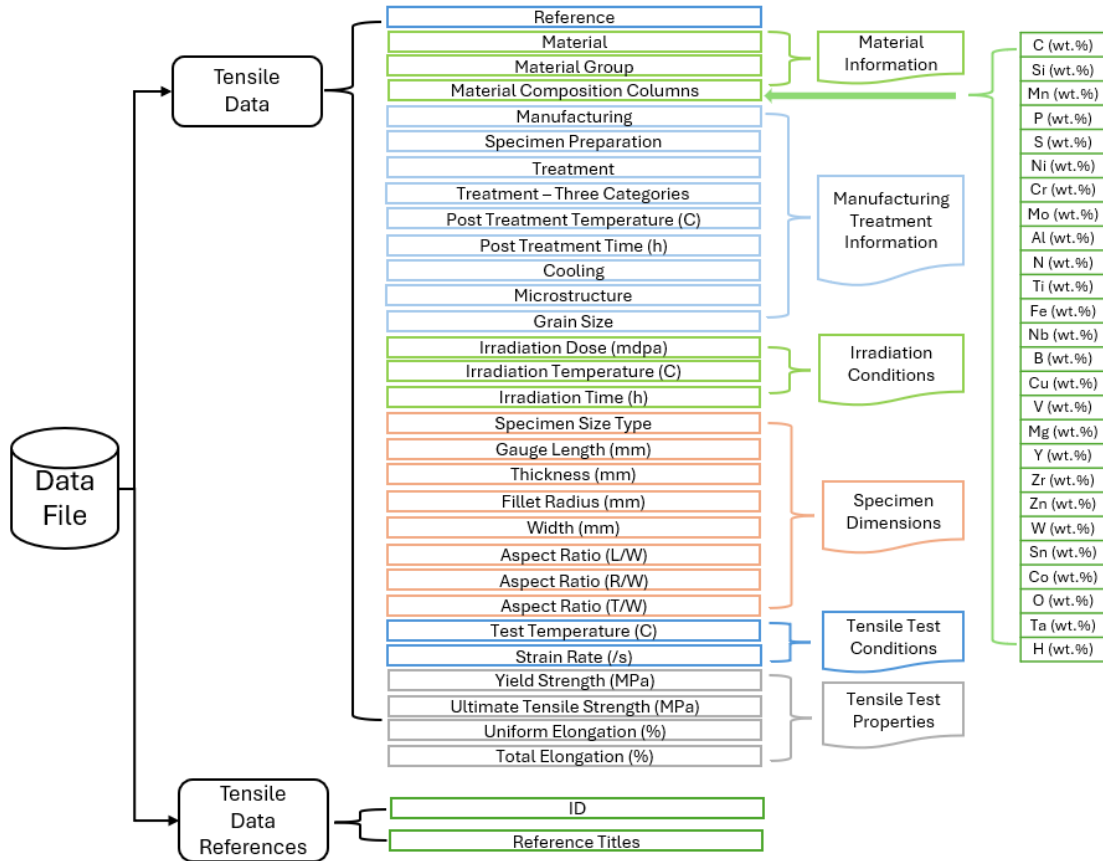 Data
File
Tensile
Data
Tensile
Data
References
Reference
Material
Material Group
Material Composition Columns
Manufacturing
Specimen Preparation
Treatment
Treatment – Three Categories
Post Treatment Temperature (C)
Post Treatment Time (h)
Cooling
Microstructure
Grain Size
Irradiation Dose (mdpa)
Irradiation Temperature (C)
Irradiation Time (h)
Specimen Size Type
Gauge Length (mm)
Thickness (mm)
Fillet Radius (mm)
Width (mm)
Aspect Ratio (L/W)
Aspect Ratio (R/W)
Aspect Ratio (T/W)
Test Temperature (C)
Strain Rate (/s)
Yield Strength (MPa)
Ultimate Tensile Strength (MPa)
Uniform Elongation (%)
Total Elongation (%)
ID
Reference Titles
Material
Information
Manufacturing
Treatment
Information
Irradiation
Conditions
Specimen
Dimensions
Tensile Test
Conditions
Tensile Test
Properties
C (wt.%)
Si (wt.%)
Mn (wt.%)
P (wt.%)
S (wt.%)
Ni (wt.%)
Cr (wt.%)
Mo (wt.%)
Al (wt.%)
N (wt.%)
Ti (wt.%)
Fe (wt.%)
Nb (wt.%)
B (wt.%)
Cu (wt.%)
V (wt.%)
Mg (wt.%)
Y (wt.%)
Zr (wt.%)
Zn (wt.%)
W (wt.%)
Sn (wt.%)
Co (wt.%)
O (wt.%)
Ta (wt.%)
H (wt.%)